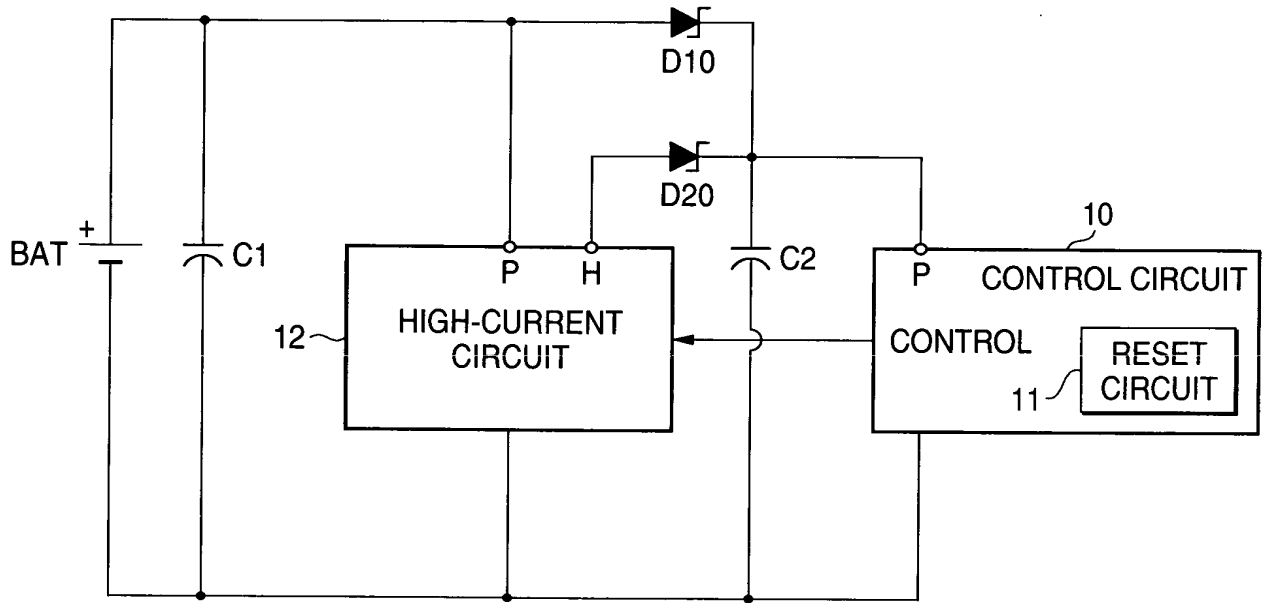 D10
D20
10
+
BAT
C1
P
H
C2
P
CONTROL CIRCUIT
12
HIGH-CURRENT
CIRCUIT
CONTROL
RESET
CIRCUIT
11